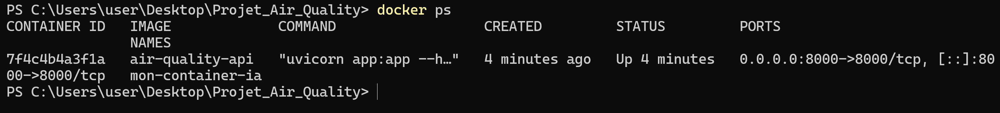 PS C:\Users\user\Desktop\Projet_Air_Quality> docker ps
CONTAINER ID   IMAGE             COMMAND                  CREATED         STATUS         PORTS
               NAMES
7f4c4b4a3f1a   air-quality-api   "uvicorn app:app --h…"   4 minutes ago   Up 4 minutes   0.0.0.0:8000->8000/tcp, [::]:80
00->8000/tcp   mon-container-ia
PS C:\Users\user\Desktop\Projet_Air_Quality>